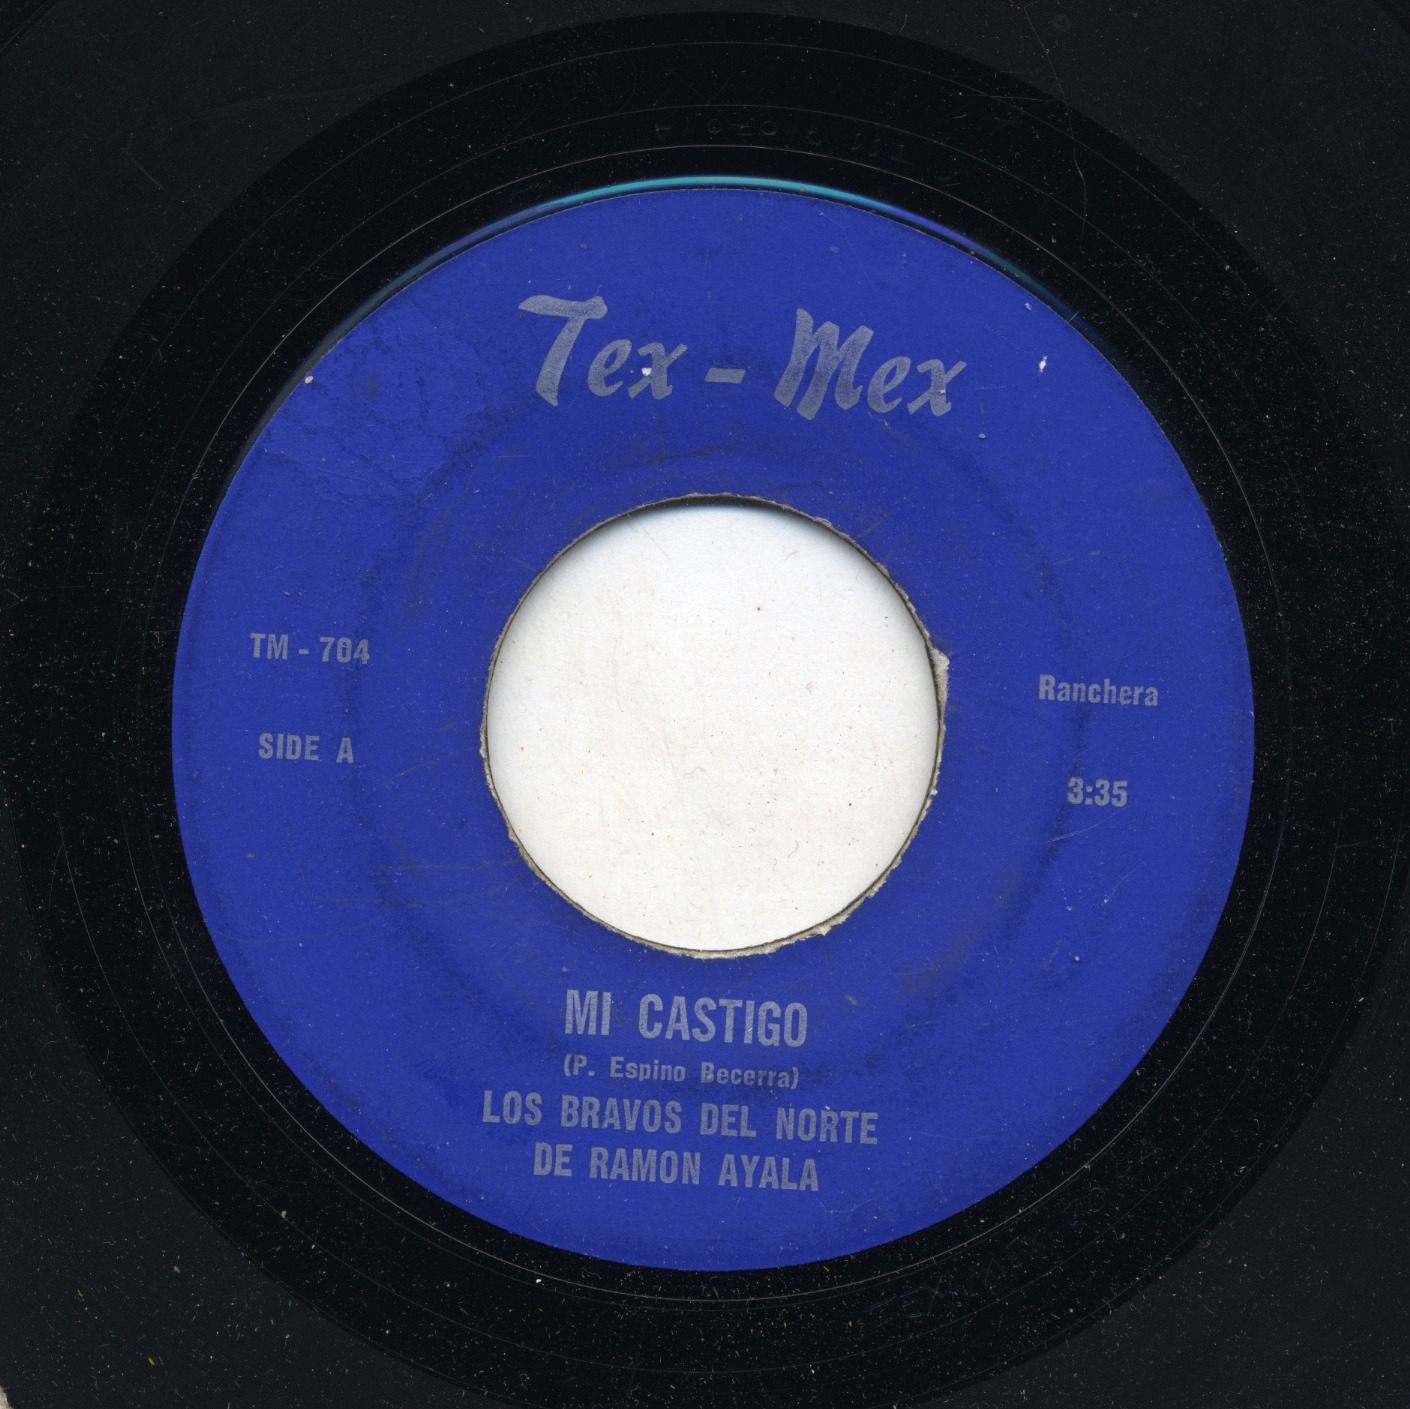 Tex - Mex
TM - 704
SIDE A
Ranchera
3:35
MI CASTIGO
(P. Espino Becerra)
LOS BRAVOS DEL NORTE
DE RAMON AYALA